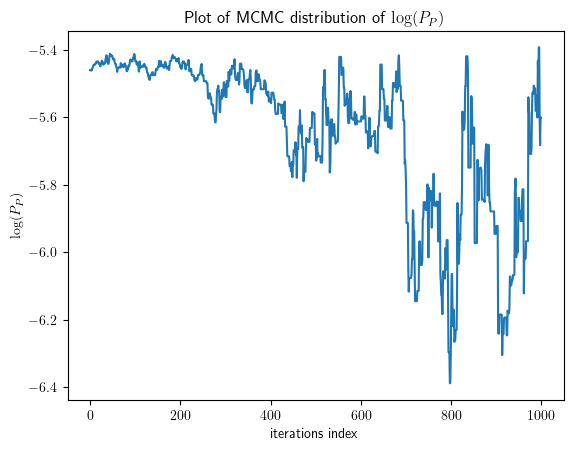 Plot of MCMC distribution of log(P_P)
log(P_P)
−5.4
−5.6
−5.8
−6.0
−6.2
−6.4
0 200 400 600 800 1000
iterations index